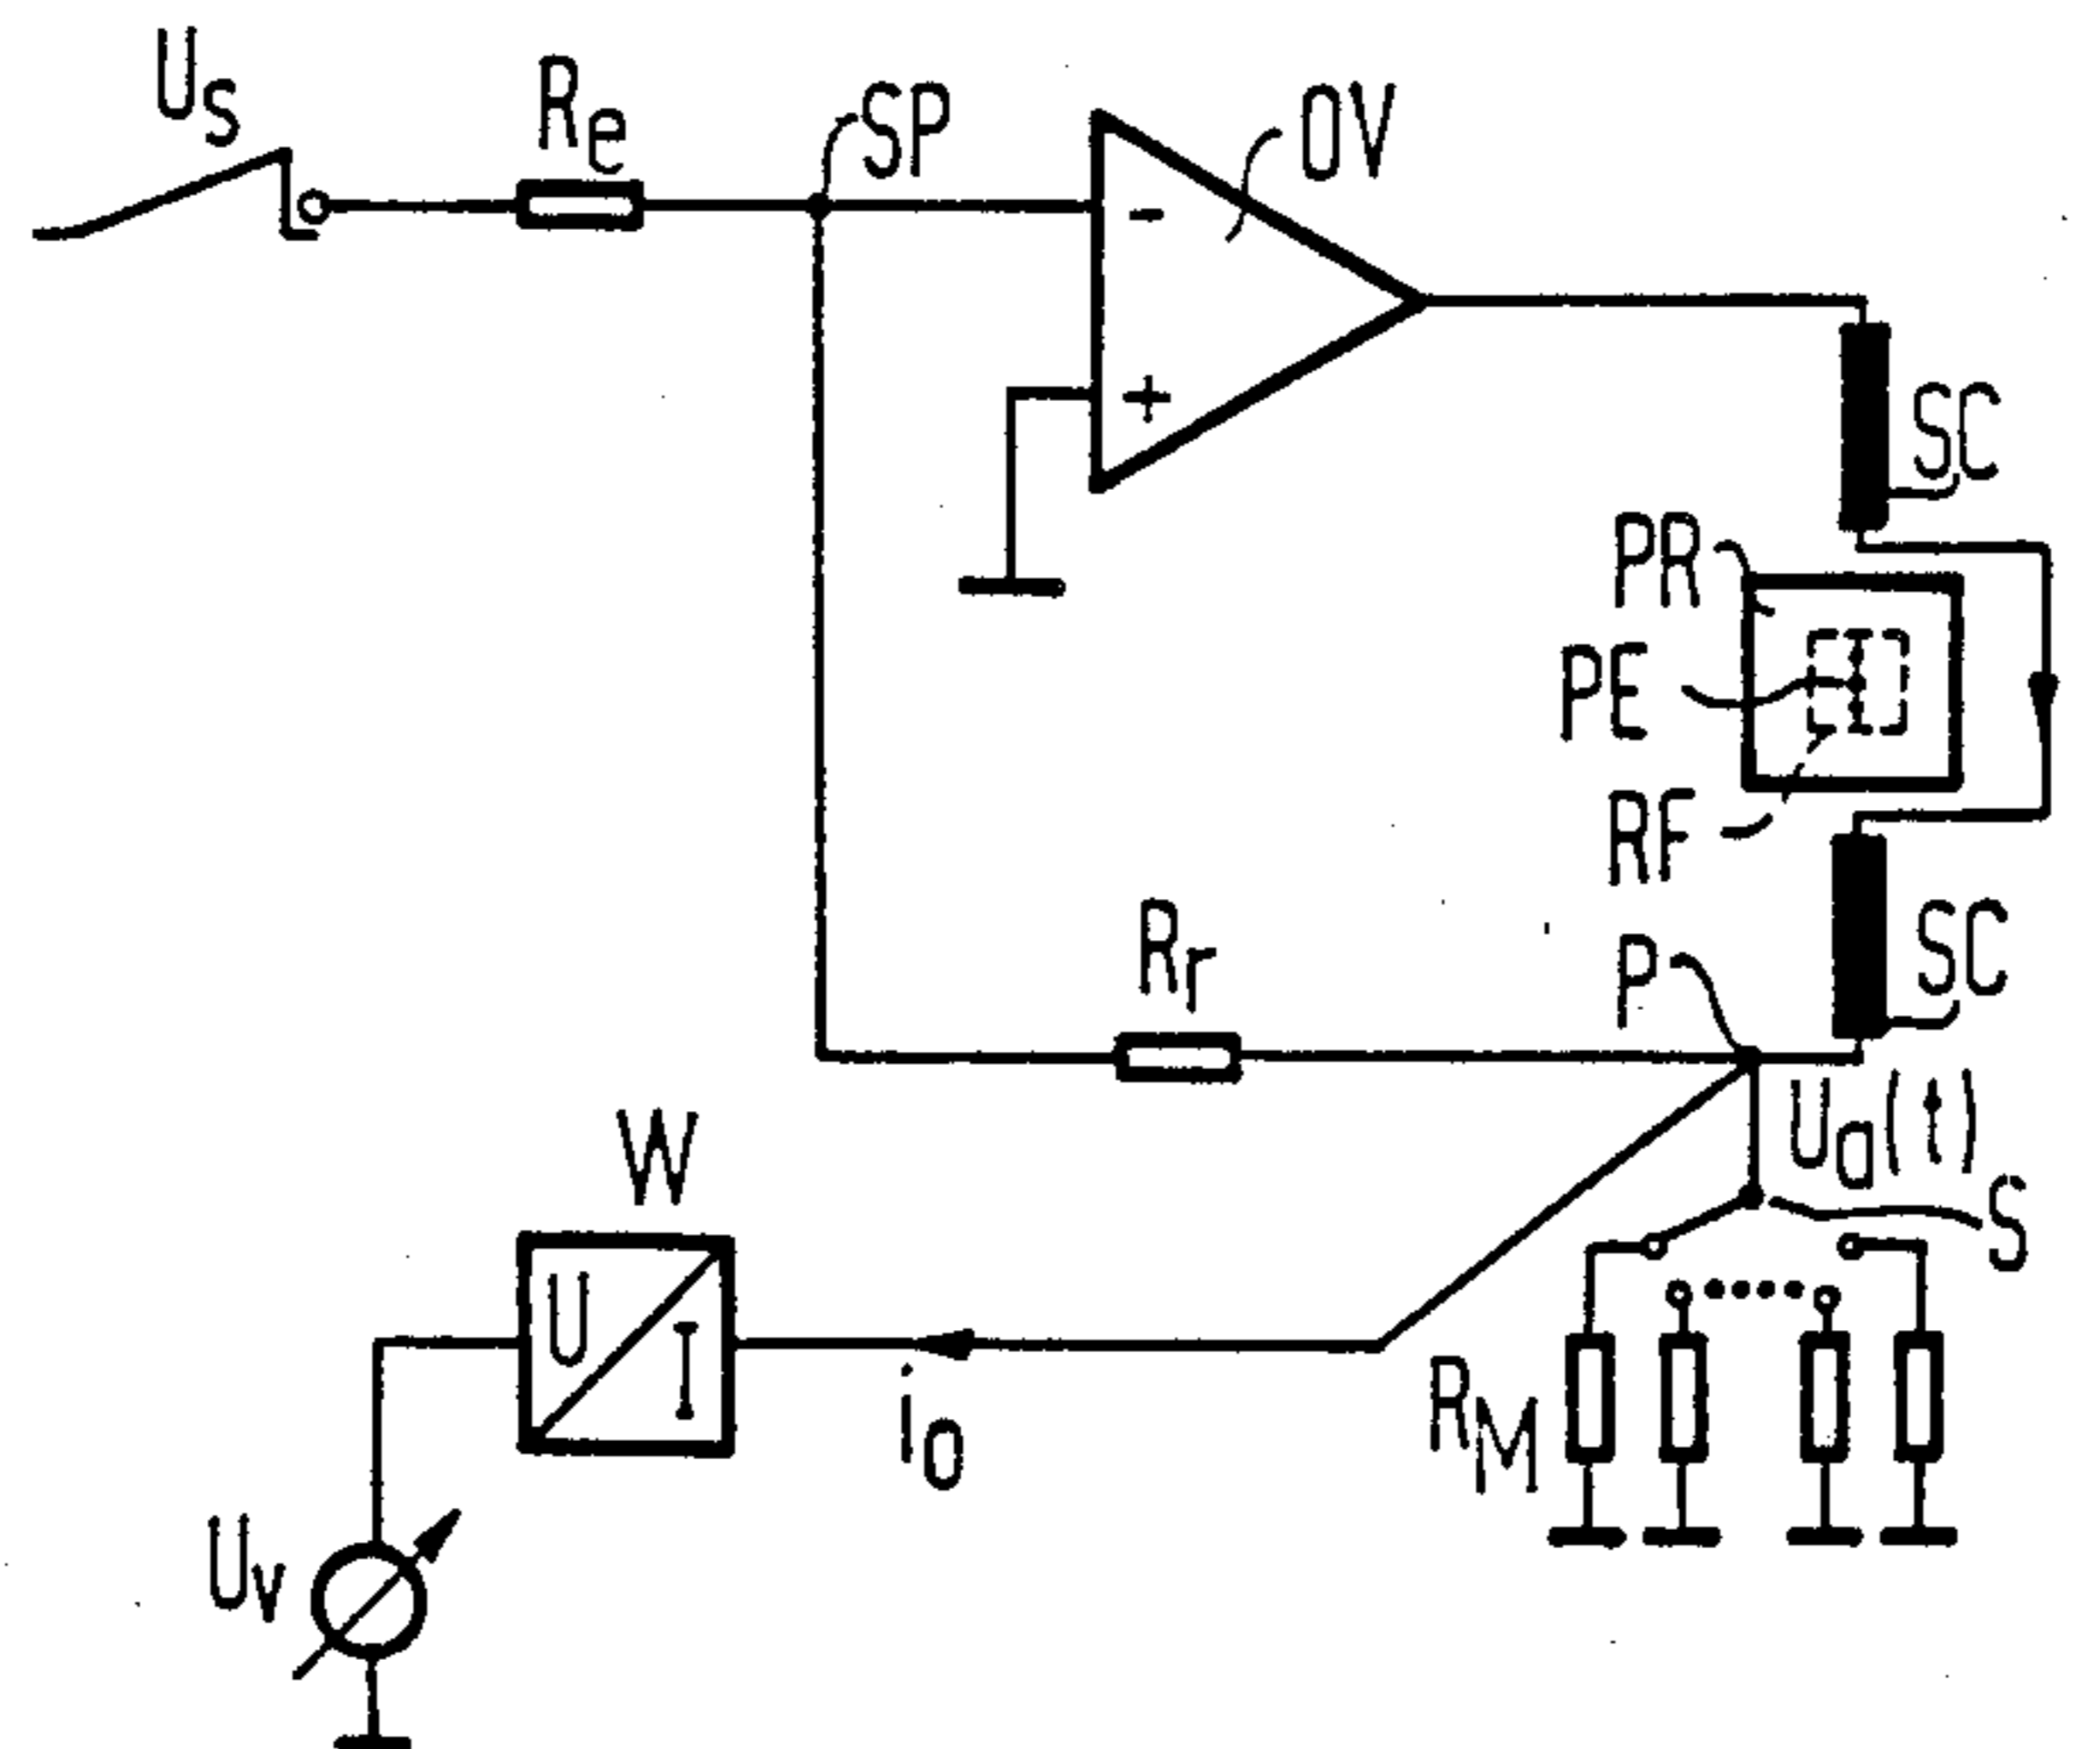 Us
Re
SP
OV
-
+
SC
PR
PE
RF
SC
Rr
P
Ua(t)
S
W
U
I
io
RM
Uv